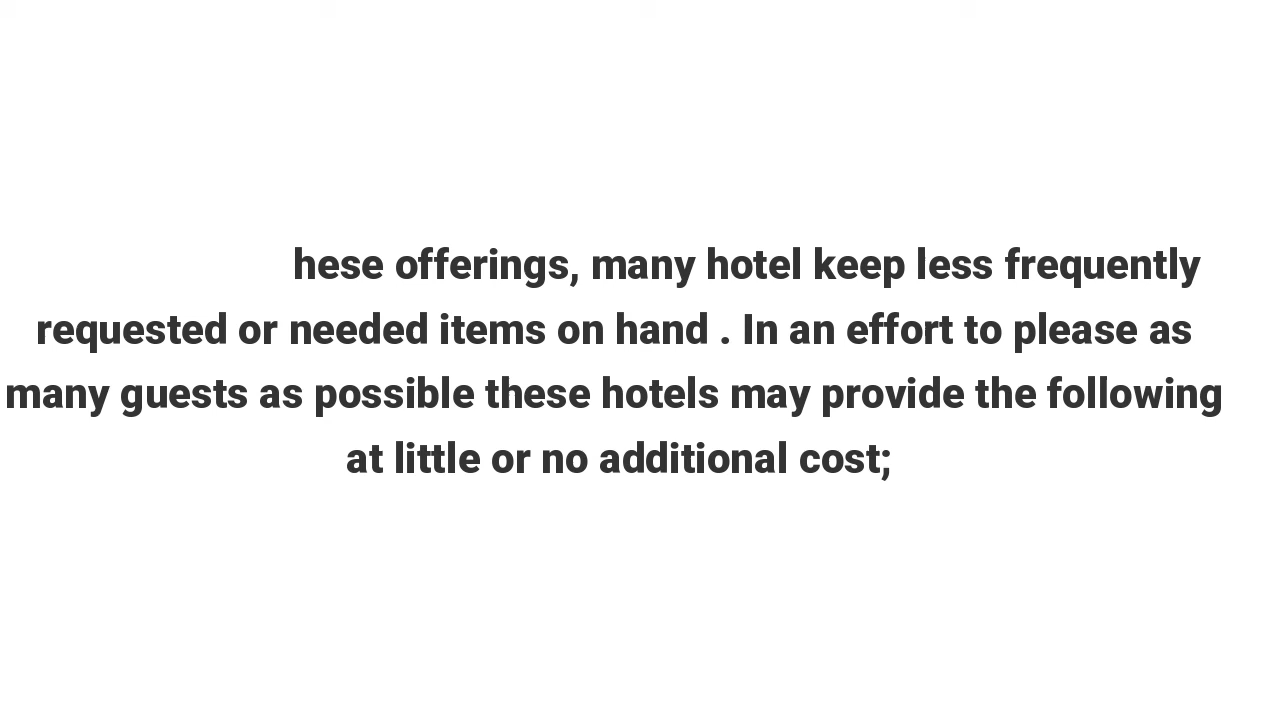 hese offerings, many hotel keep less frequently
requested or needed items on hand . In an effort to please as
many guests as possible these hotels may provide the following
at little or no additional cost;